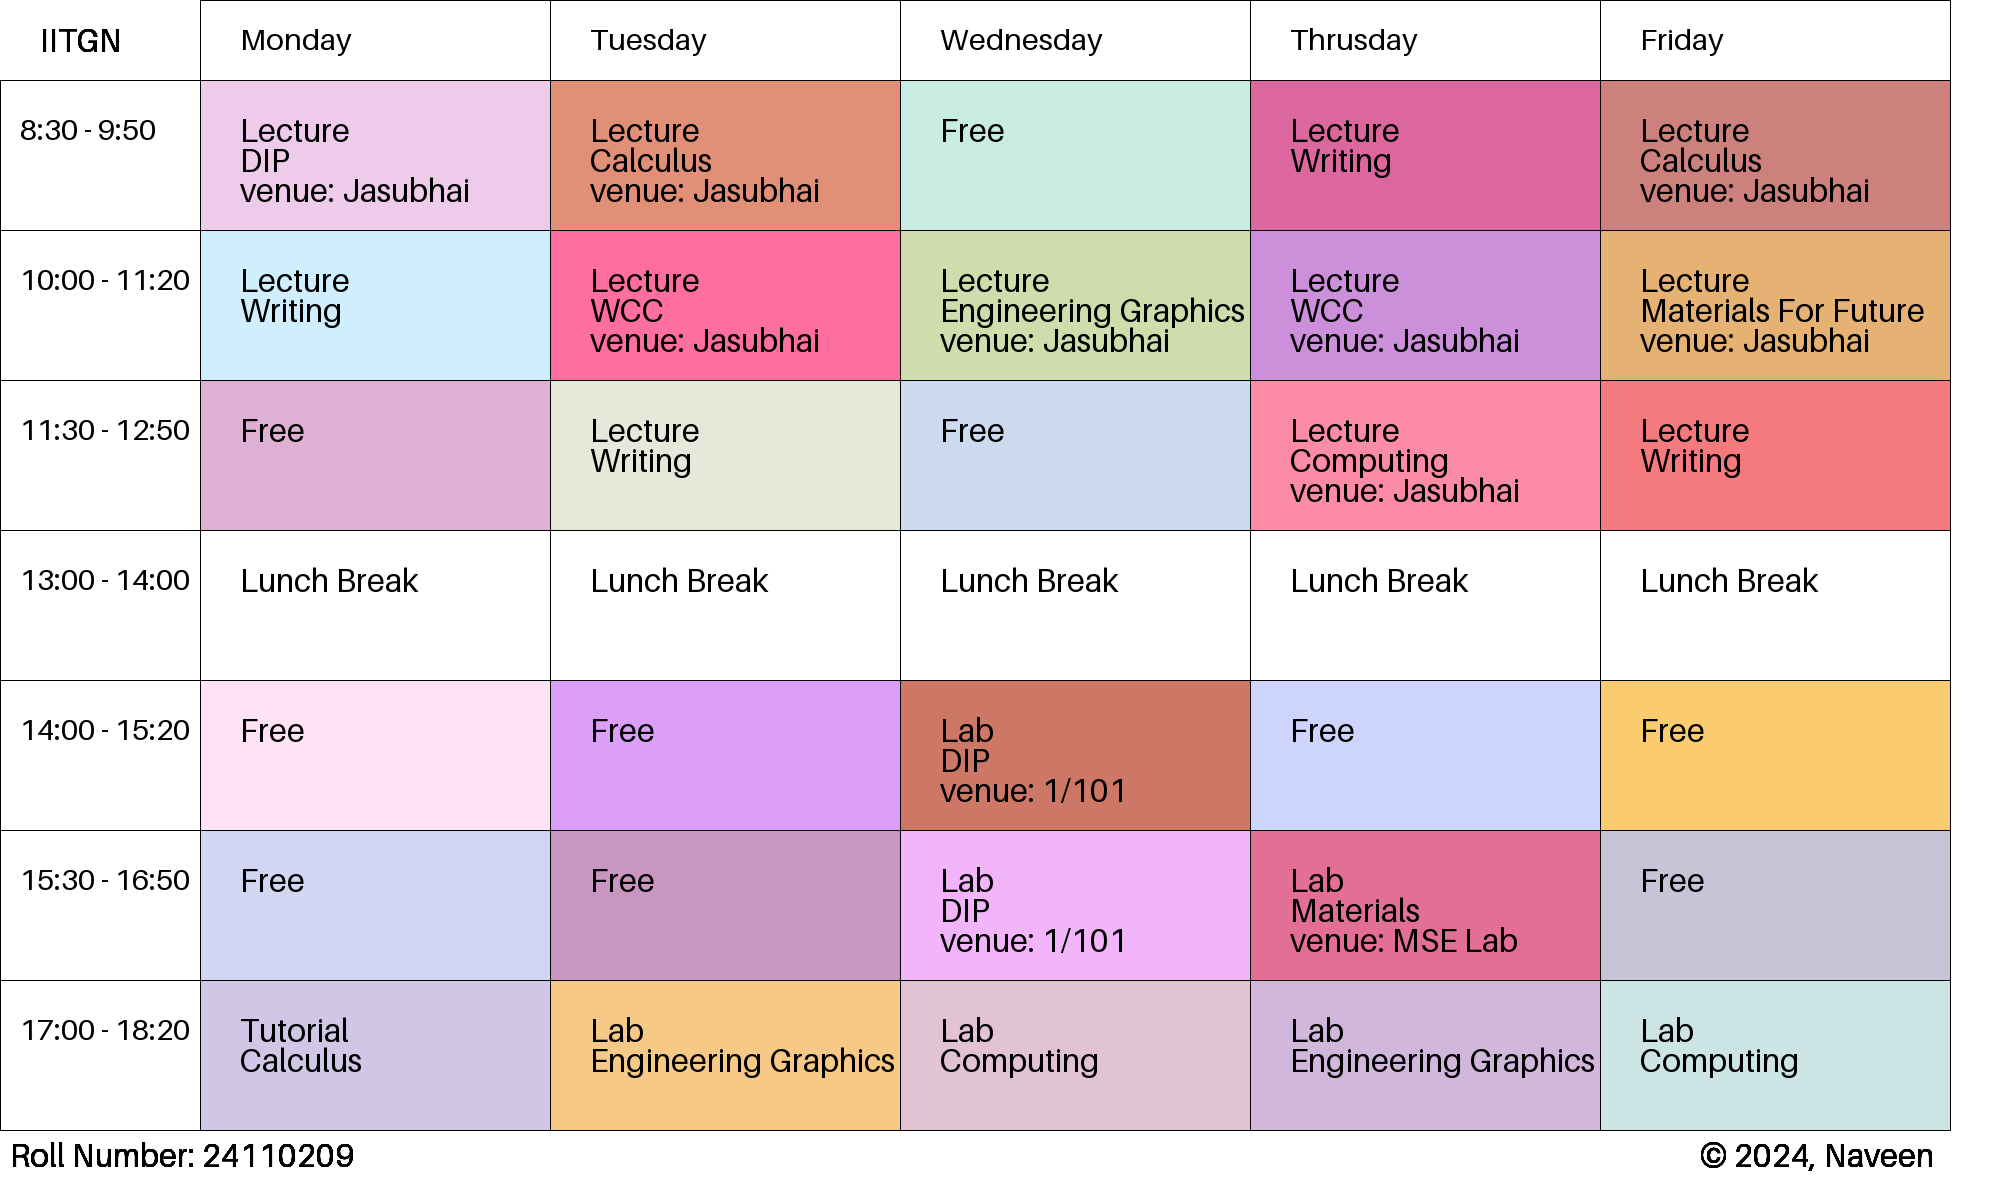 IITGN
Monday
Tuesday
Wednesday
Thrusday
Friday
8:30 - 9:50
Lecture
DIP
venue: Jasubhai
Lecture
Calculus
venue: Jasubhai
Free
Lecture
Writing
Lecture
Calculus
venue: Jasubhai
10:00 - 11:20
Lecture
Writing
Lecture
WCC
venue: Jasubhai
Lecture
Engineering Graphics
venue: Jasubhai
Lecture
WCC
venue: Jasubhai
Lecture
Materials For Future
venue: Jasubhai
11:30 - 12:50
Free
Lecture
Writing
Free
Lecture
Computing
venue: Jasubhai
Lecture
Writing
13:00 - 14:00
Lunch Break
Lunch Break
Lunch Break
Lunch Break
Lunch Break
14:00 - 15:20
Free
Free
Lab
DIP
venue: 1/101
Free
Free
15:30 - 16:50
Free
Free
Lab
DIP
venue: 1/101
Lab
Materials
venue: MSE Lab
Free
17:00 - 18:20
Tutorial
Calculus
Lab
Engineering Graphics
Lab
Computing
Lab
Engineering Graphics
Lab
Computing
Roll Number: 24110209
© 2024, Naveen